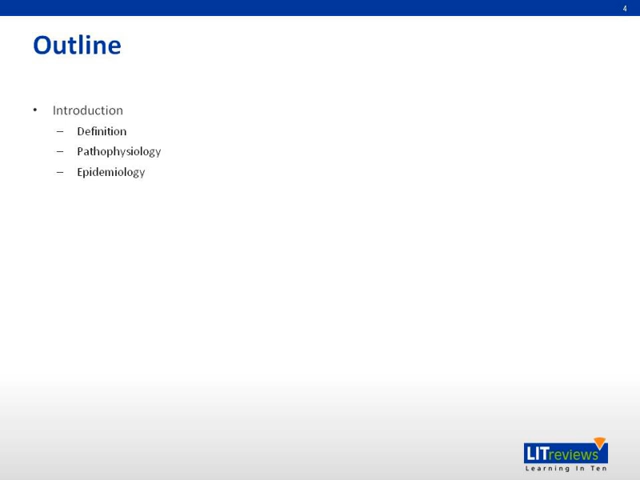 4
Outline
• Introduction
– Definition
– Pathophysiology
– Epidemiology
LITreviews
Learning In Ten